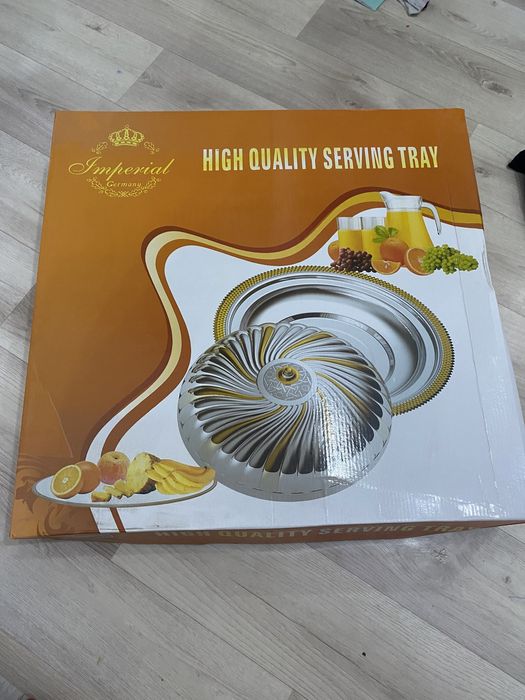 Imperial
Germany
HIGH QUALITY SERVING TRAY
HIGH QUALITY SERVING TRAY